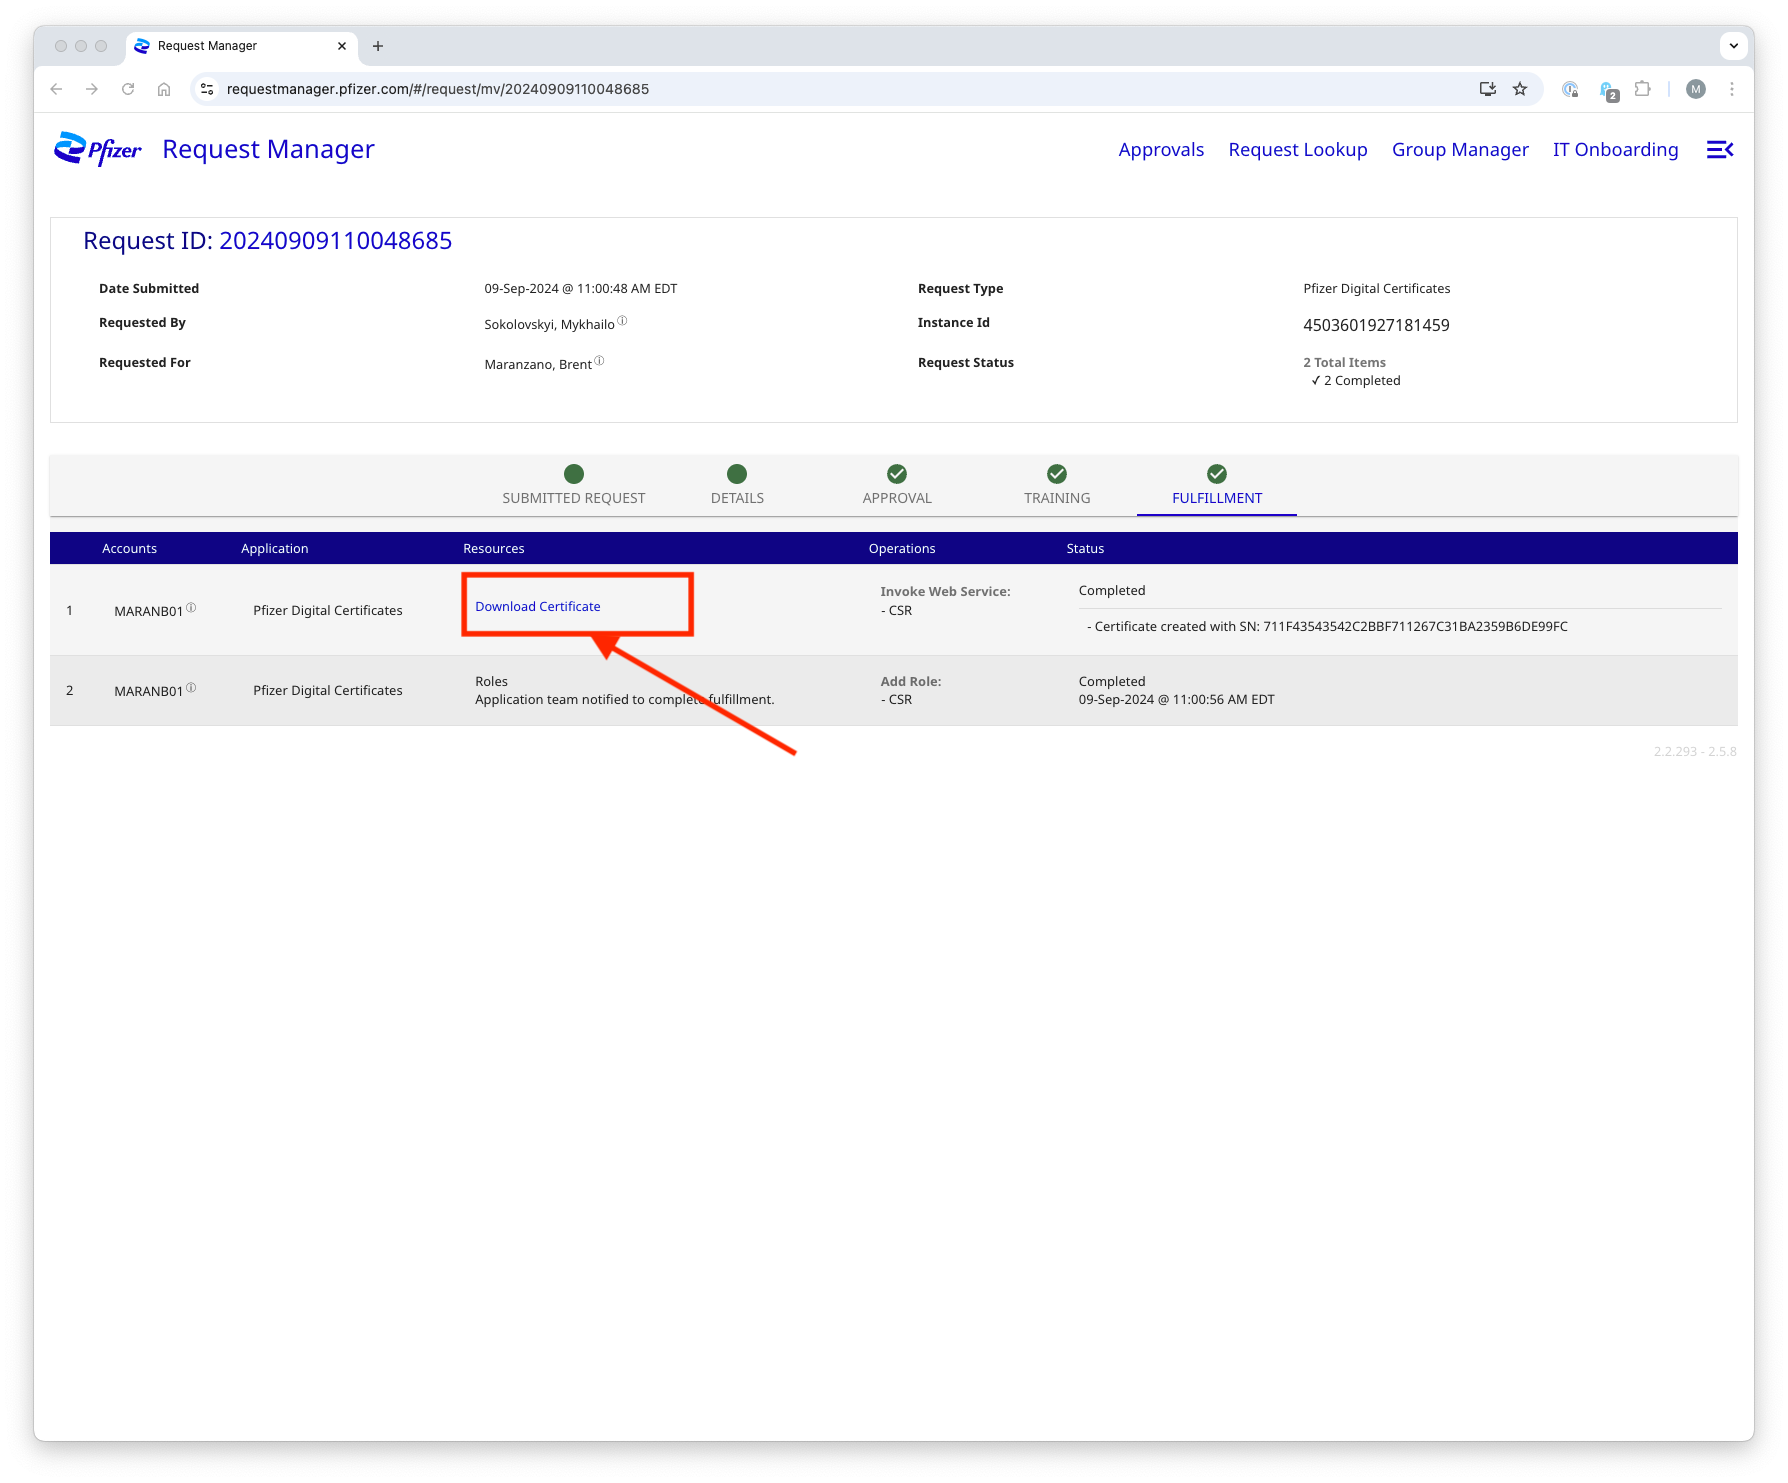 Request Manager
requestmanager.pfizer.com/#/request/mv/20240909110048685
2
M
Pfizer Request Manager
Approvals Request Lookup Group Manager IT Onboarding
Request ID: 20240909110048685
Date Submitted 09-Sep-2024 @ 11:00:48 AM EDT Request Type Pfizer Digital Certificates
Requested By Sokolovskyi, Mykhailo Instance Id 4503601927181459
Requested For Maranzano, Brent Request Status 2 Total Items
✓ 2 Completed
SUBMITTED REQUEST DETAILS APPROVAL TRAINING FULFILLMENT
Accounts Application Resources Operations Status
1 MARANB01 Pfizer Digital Certificates Download Certificate Invoke Web Service: Completed
- CSR
- Certificate created with SN: 711F43543542C2BBF711267C31BA2359B6DE99FC
2 MARANB01 Pfizer Digital Certificates Roles Add Role: Completed
Application team notified to complete fulfillment. - CSR 09-Sep-2024 @ 11:00:56 AM EDT
2.2.293 - 2.5.8